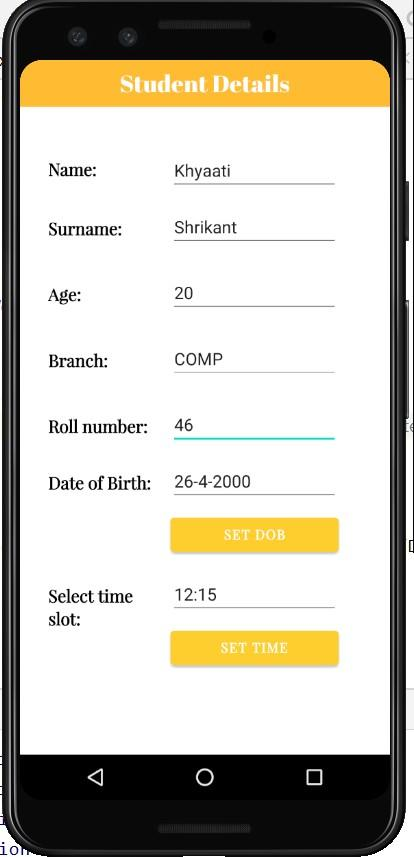 Student Details
Name: Khyaati
Surname: Shrikant
Age: 20
Branch: COMP
Roll number: 46
Date of Birth: 26-4-2000
SET DOB
Select time 12:15
slot:
SET TIME
ion